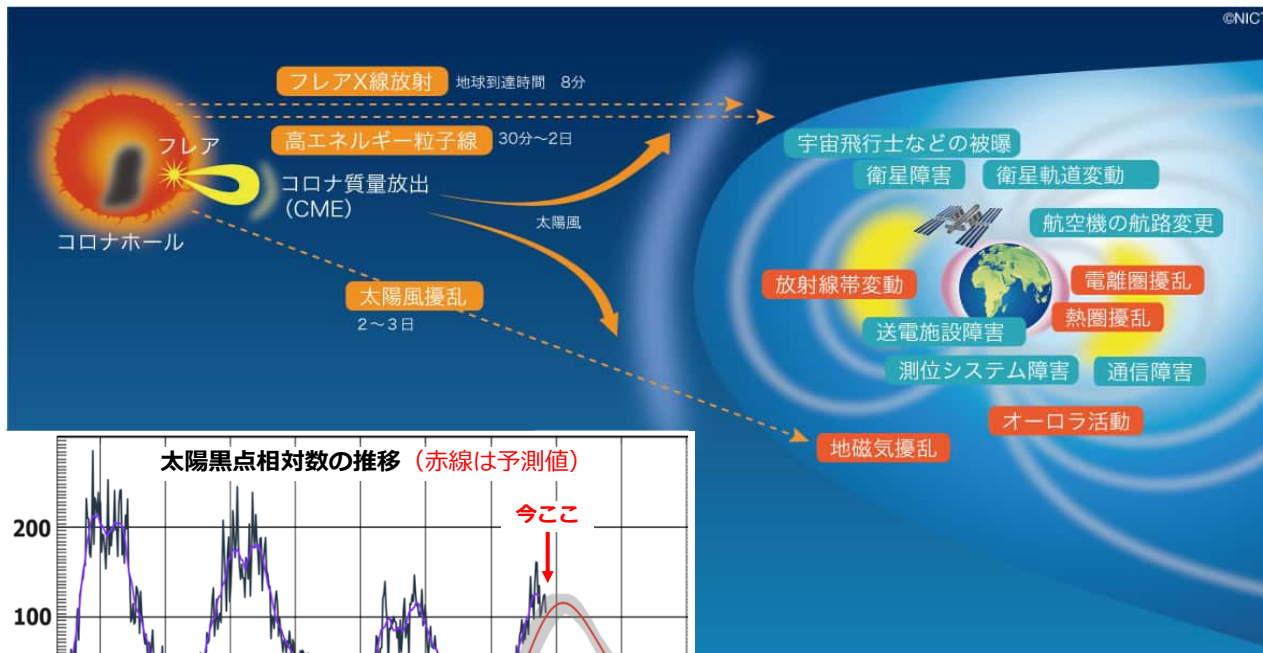 ©NICT
フレアX線放射 地球到達時間 8分
高エネルギー粒子線 30分～2日
フレア
コロナ質量放出
(CME)
コロナホール
太陽風
太陽風擾乱
2～3日
宇宙飛行士などの被曝
衛星障害 衛星軌道変動
航空機の航路変更
放射線帯変動
電離圏擾乱
熱圏擾乱
送電施設障害
測位システム障害 通信障害
オーロラ活動
地磁気擾乱
太陽黒点相対数の推移（赤線は予測値）
今ここ
200
100